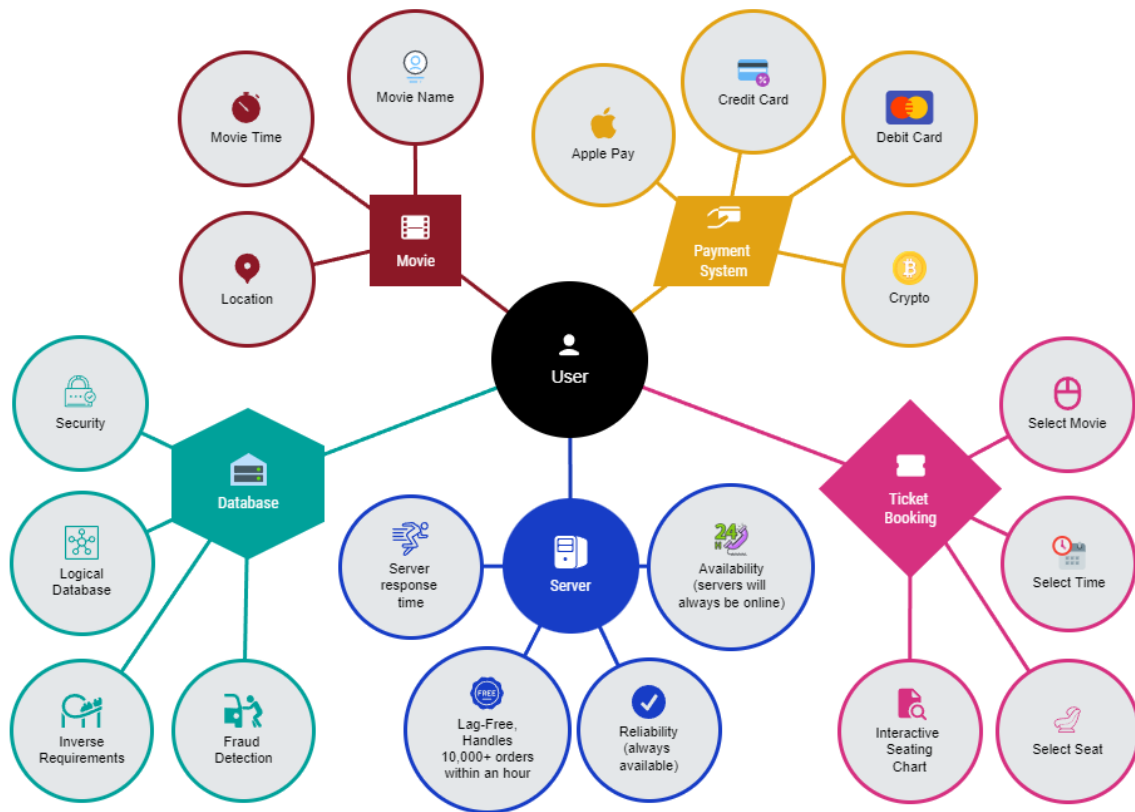 Movie Name
Movie Time
Location
Movie
Apple Pay
Credit Card
Debit Card
Crypto
Payment
System
User
Security
Logical
Database
Inverse
Requirements
Fraud
Detection
Database
Server
response
time
Server
24
H
Availability
(servers will
always be online)
FREE
Lag-Free,
Handles
10,000+ orders
within an hour
Reliability
(always
available)
Ticket
Booking
Select Movie
Select Time
Interactive
Seating
Chart
Select Seat